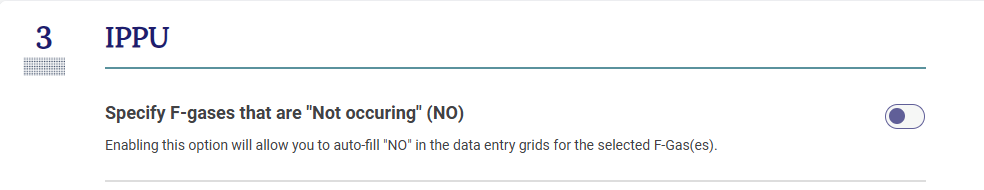 3
IPPU
Specify F-gases that are "Not occuring" (NO)
Enabling this option will allow you to auto-fill "NO" in the data entry grids for the selected F-Gas(es).